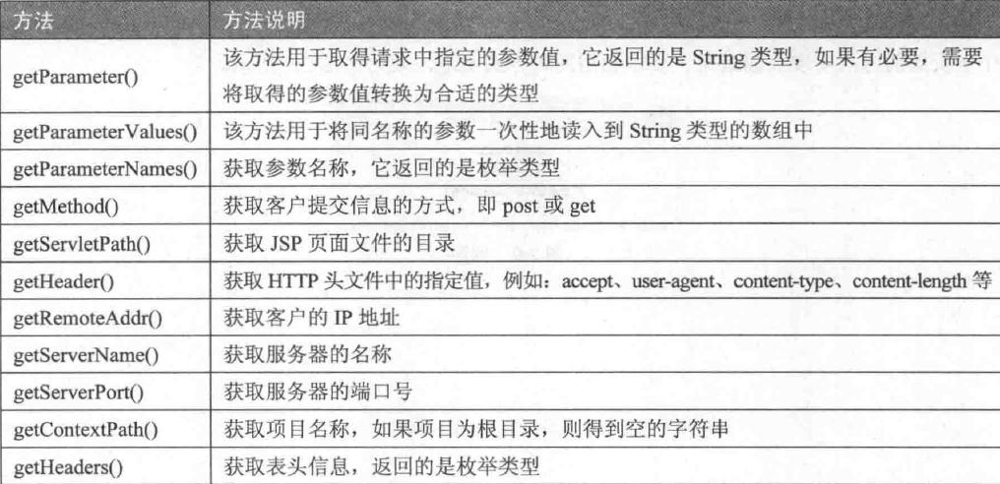 方法 方法说明
getParameter() 该方法用于取得请求中指定的参数值，它返回的是 String 类型，如果有必要，需要
将取得的参数值转换为合适的类型
getParameterValues() 该方法用于将同名称的参数一次性地读入到 String 类型的数组中
getParameterNames() 获取参数名称，它返回的是枚举类型
getMethod() 获取客户提交信息的方式，即 post 或 get
getServletPath() 获取 JSP 页面文件的目录
getHeader() 获取 HTTP 头文件中的指定值，例如：accept、user-agent、content-type、content-length 等
getRemoteAddr() 获取客户的 IP 地址
getServerName() 获取服务器的名称
getServerPort() 获取服务器的端口号
getContextPath() 获取项目名称，如果项目为根目录，则得到空的字符串
getHeaders() 获取表头信息，返回的是枚举类型